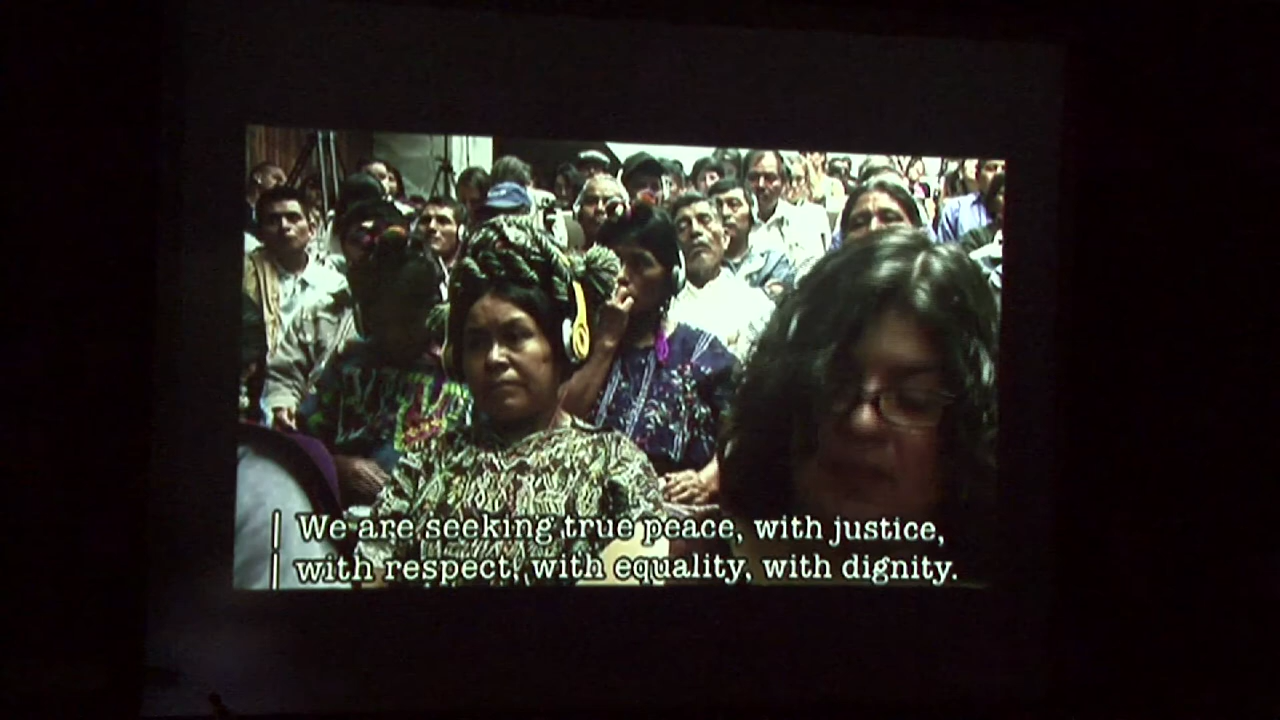 We are seeking true peace, with justice,
with respect, with equality, with dignity.